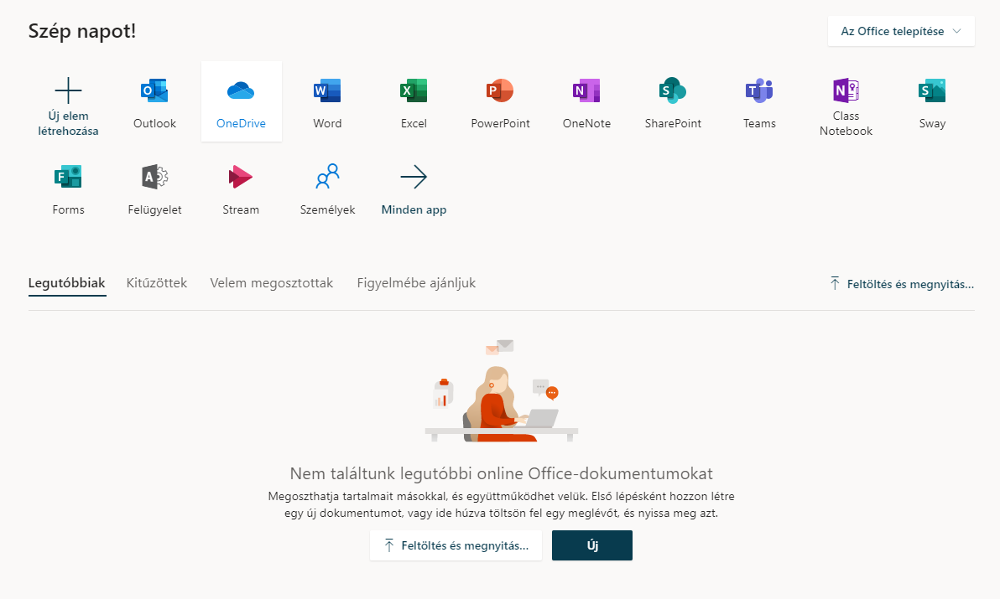 Szép napot!
Az Office telepítése
Új elem
létrehozása
Outlook
OneDrive
Word
Excel
PowerPoint
OneNote
SharePoint
Teams
Class
Notebook
Sway
Forms
Felügyelet
Stream
Személyek
Minden app
Legutóbbiak
Kitűzöttek
Velem megosztottak
Figyelmébe ajánljuk
Feltöltés és megnyitás...
Nem találtunk legutóbbi online Office-dokumentumokat
Megoszthatja tartalmait másokkal, és együttműködhet velük. Első lépésként hozzon létre
egy új dokumentumot, vagy ide húzva töltsön fel egy meglévőt, és nyissa meg azt.
Feltöltés és megnyitás...
Új